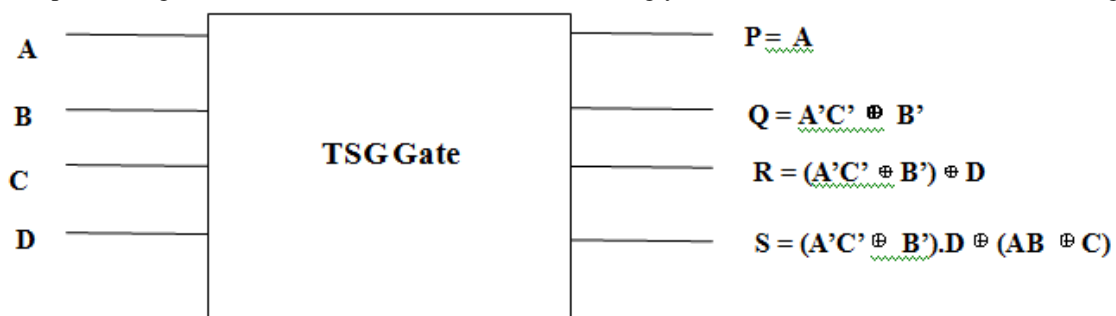 A
P = A
B
Q = A’C’ ⊕ B’
TSG Gate
C
R = (A’C’ ⊕ B’) ⊕ D
D
S = (A’C’ ⊕ B’).D ⊕ (AB ⊕ C)